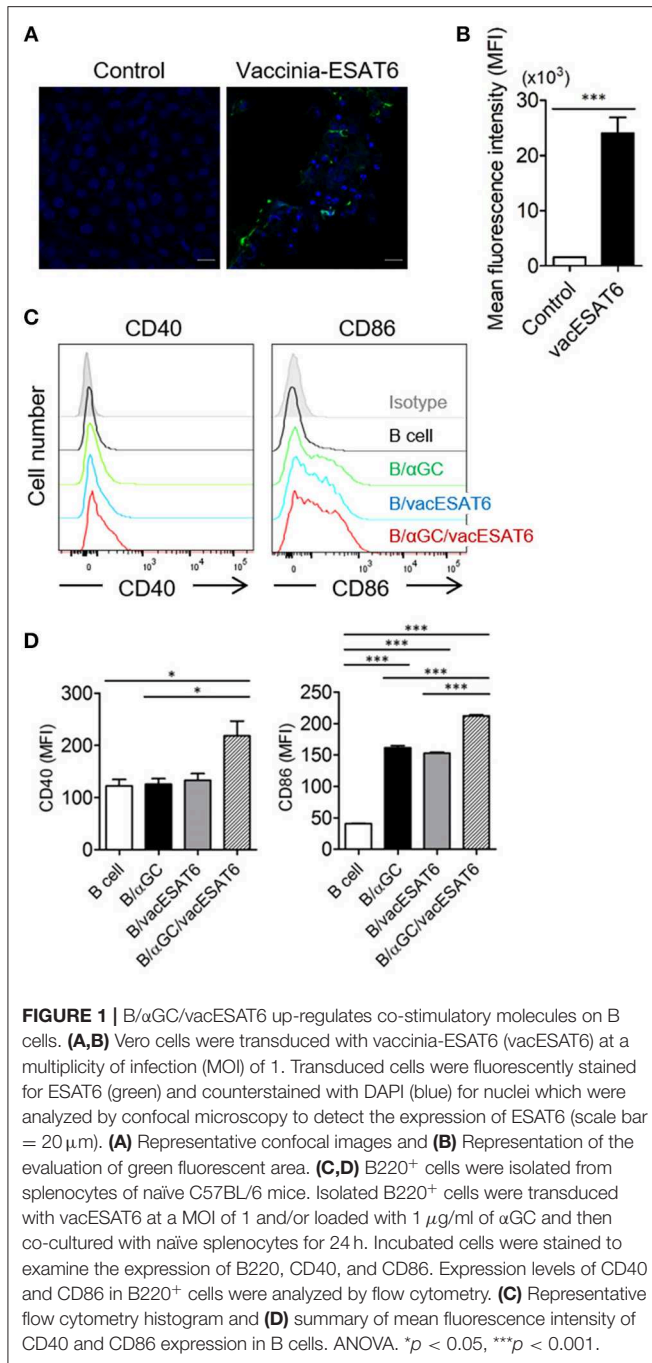 A
Control Vaccinia-ESAT6
B
Mean fluorescence intensity (MFI)
(x10³)
30
20
10
0
***
Control
vacESAT6
C
CD40 CD86
Cell number
Isotype
B cell
B/αGC
B/vacESAT6
B/αGC/vacESAT6
0 10³ 10⁴ 10⁵
0 10³ 10⁴ 10⁵
CD40 CD86
D
CD40 (MFI)
300
200
100
0
*
*
B cell
B/αGC
B/vacESAT6
B/αGC/vacESAT6
CD86 (MFI)
250
200
150
100
50
0
***
***
***
***
***
B cell
B/αGC
B/vacESAT6
B/αGC/vacESAT6
FIGURE 1 | B/αGC/vacESAT6 up-regulates co-stimulatory molecules on B
cells. (A,B) Vero cells were transduced with vaccinia-ESAT6 (vacESAT6) at a
multiplicity of infection (MOI) of 1. Transduced cells were fluorescently stained
for ESAT6 (green) and counterstained with DAPI (blue) for nuclei which were
analyzed by confocal microscopy to detect the expression of ESAT6 (scale bar
= 20 μm). (A) Representative confocal images and (B) Representation of the
evaluation of green fluorescent area. (C,D) B220⁺ cells were isolated from
splenocytes of naïve C57BL/6 mice. Isolated B220⁺ cells were transduced
with vacESAT6 at a MOI of 1 and/or loaded with 1 μg/ml of αGC and then
co-cultured with naïve splenocytes for 24 h. Incubated cells were stained to
examine the expression of B220, CD40, and CD86. Expression levels of CD40
and CD86 in B220⁺ cells were analyzed by flow cytometry. (C) Representative
flow cytometry histogram and (D) summary of mean fluorescence intensity of
CD40 and CD86 expression in B cells. ANOVA. *p < 0.05, ***p < 0.001.